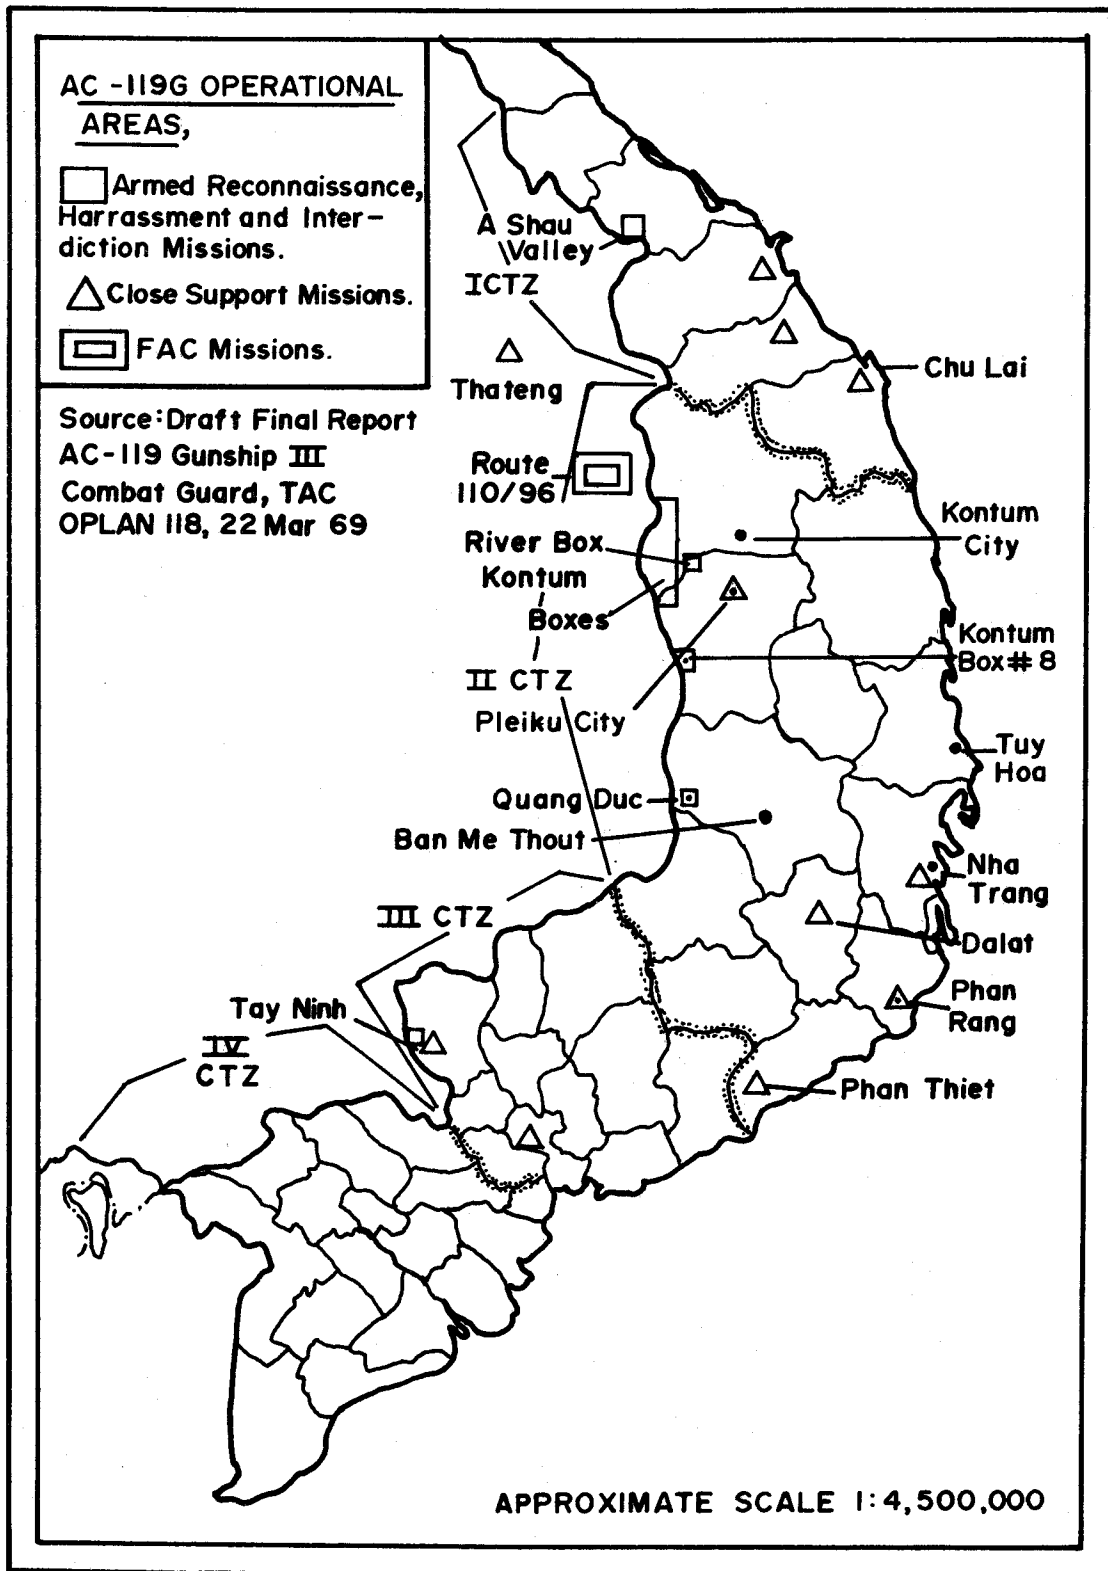 AC -119G OPERATIONAL
AREAS,
Armed Reconnaissance,
Harrassment and Inter-
diction Missions.
Close Support Missions.
FAC Missions.
Source: Draft Final Report
AC-119 Gunship III
Combat Guard, TAC
OPLAN 118, 22 Mar 69
A Shau
Valley
I CTZ
Thateng
Chu Lai
Route
110/96
Kontum
City
River Box
Kontum
Boxes
Kontum
Box # 8
II CTZ
Pleiku City
Tuy
Hoa
Quang Duc
Ban Me Thout
Nha
Trang
III CTZ
Dalat
Phan
Rang
Tay Ninh
IV
CTZ
Phan Thiet
APPROXIMATE SCALE 1:4,500,000